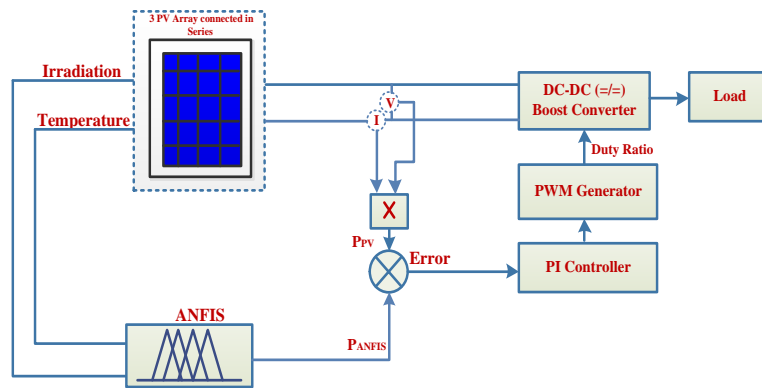 3 PV Array connected in
Series
Irradiation
Temperature
V
I
DC-DC (=/=)
Boost Converter
Load
Duty Ratio
PWM Generator
X
PPV
Error
PI Controller
ANFIS
PANFIS